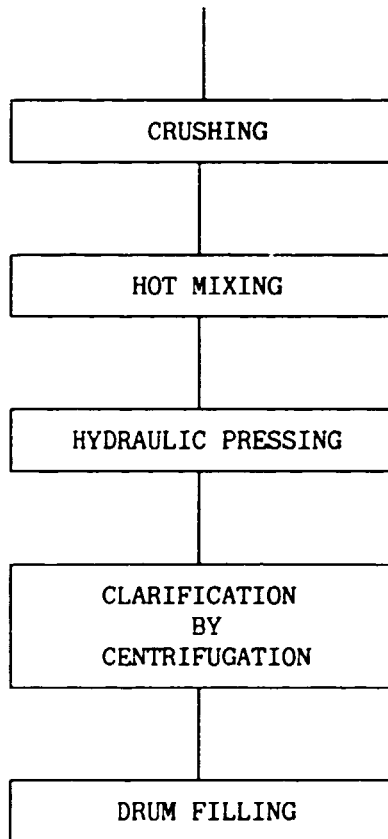 CRUSHING
HOT MIXING
HYDRAULIC PRESSING
CLARIFICATION
BY
CENTRIFUGATION
DRUM FILLING